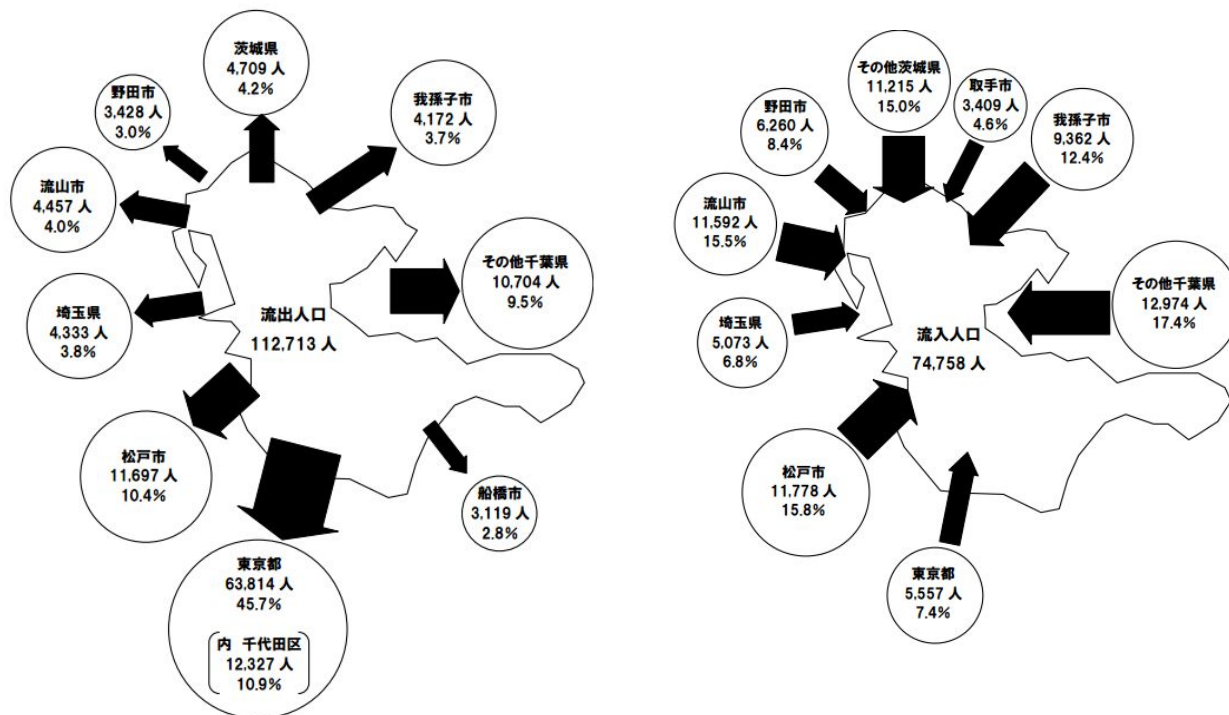 茨城県
4,709 人
4.2%
野田市
3,428 人
3.0%
我孫子市
4,172 人
3.7%
流山市
4,457 人
4.0%
その他千葉県
10,704 人
9.5%
埼玉県
4,333 人
3.8%
流出人口
112,713 人
松戸市
11,697 人
10.4%
船橋市
3,119 人
2.8%
東京都
63,814 人
45.7%
内 千代田区
12,327 人
10.9%
その他茨城県
11,215 人
15.0%
取手市
3,409 人
4.6%
野田市
6,260 人
8.4%
我孫子市
9,362 人
12.4%
流山市
11,592 人
15.5%
その他千葉県
12,974 人
17.4%
埼玉県
5,073 人
6.8%
流入人口
74,758 人
松戸市
11,778 人
15.8%
東京都
5,557 人
7.4%